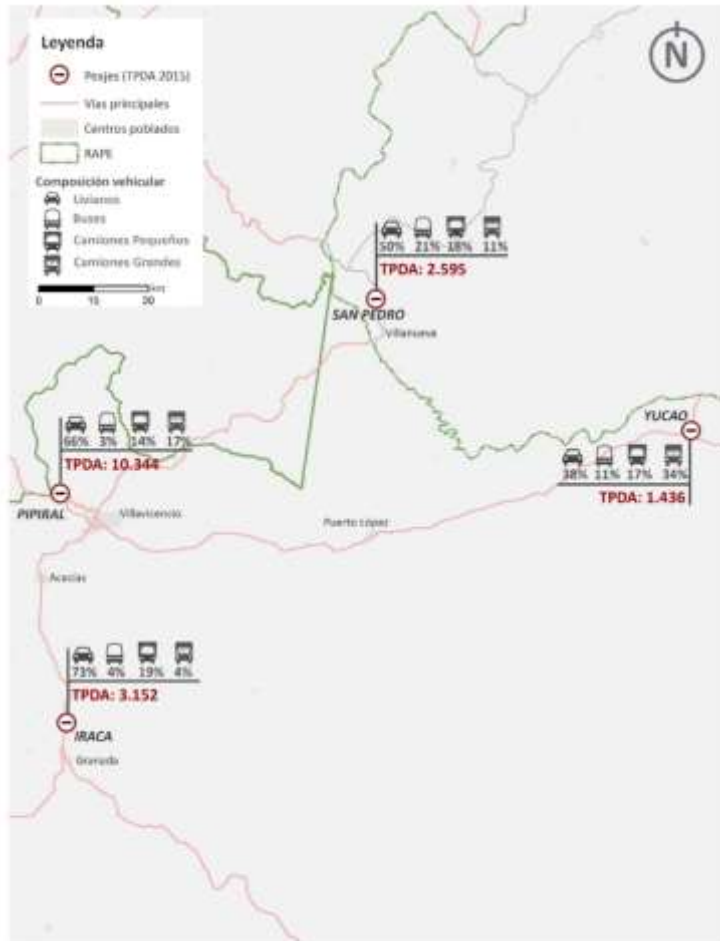 Leyenda
Peajes (TPDA 2015)
Vías principales
Centros poblados
RAPE
Composición vehicular
Livianos
Buses
Camiones Pequeños
Camiones Grandes
0 15 30
N
50% 21% 18% 11%
TPDA: 2.595
SAN PEDRO
Villanueva
YUCAO
38% 11% 17% 34%
TPDA: 1.436
66% 3% 14% 17%
TPDA: 10.344
PIPIRAL
Villavicencio
Puerto López
Acacías
73% 4% 19% 4%
TPDA: 3.152
IRACA
Granada